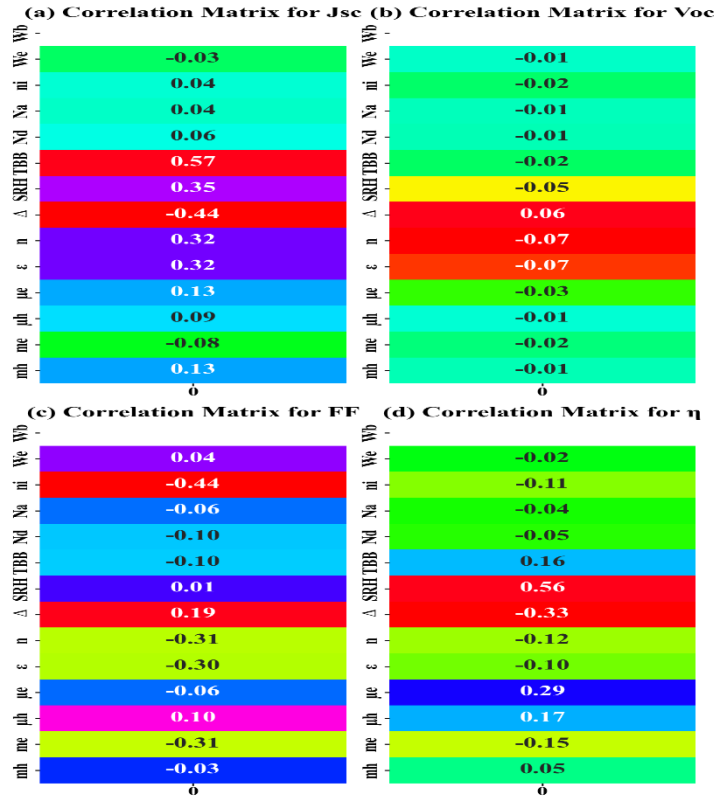 (a) Correlation Matrix for Jsc
Wb
We -0.03
ni 0.04
Na 0.04
Nd 0.06
TBB 0.57
SRH 0.35
Δ -0.44
n 0.32
ε 0.32
μe 0.13
μh 0.09
me -0.08
mh 0.13
0
(b) Correlation Matrix for Voc
Wb
We -0.01
ni -0.02
Na -0.01
Nd -0.01
TBB -0.02
SRH -0.05
Δ 0.06
n -0.07
ε -0.07
μe -0.03
μh -0.01
me -0.02
mh -0.01
0
(c) Correlation Matrix for FF
Wb
We 0.04
ni -0.44
Na -0.06
Nd -0.10
TBB -0.10
SRH 0.01
Δ 0.19
n -0.31
ε -0.30
μe -0.06
μh 0.10
me -0.31
mh -0.03
0
(d) Correlation Matrix for η
Wb
We -0.02
ni -0.11
Na -0.04
Nd -0.05
TBB 0.16
SRH 0.56
Δ -0.33
n -0.12
ε -0.10
μe 0.29
μh 0.17
me -0.15
mh 0.05
0